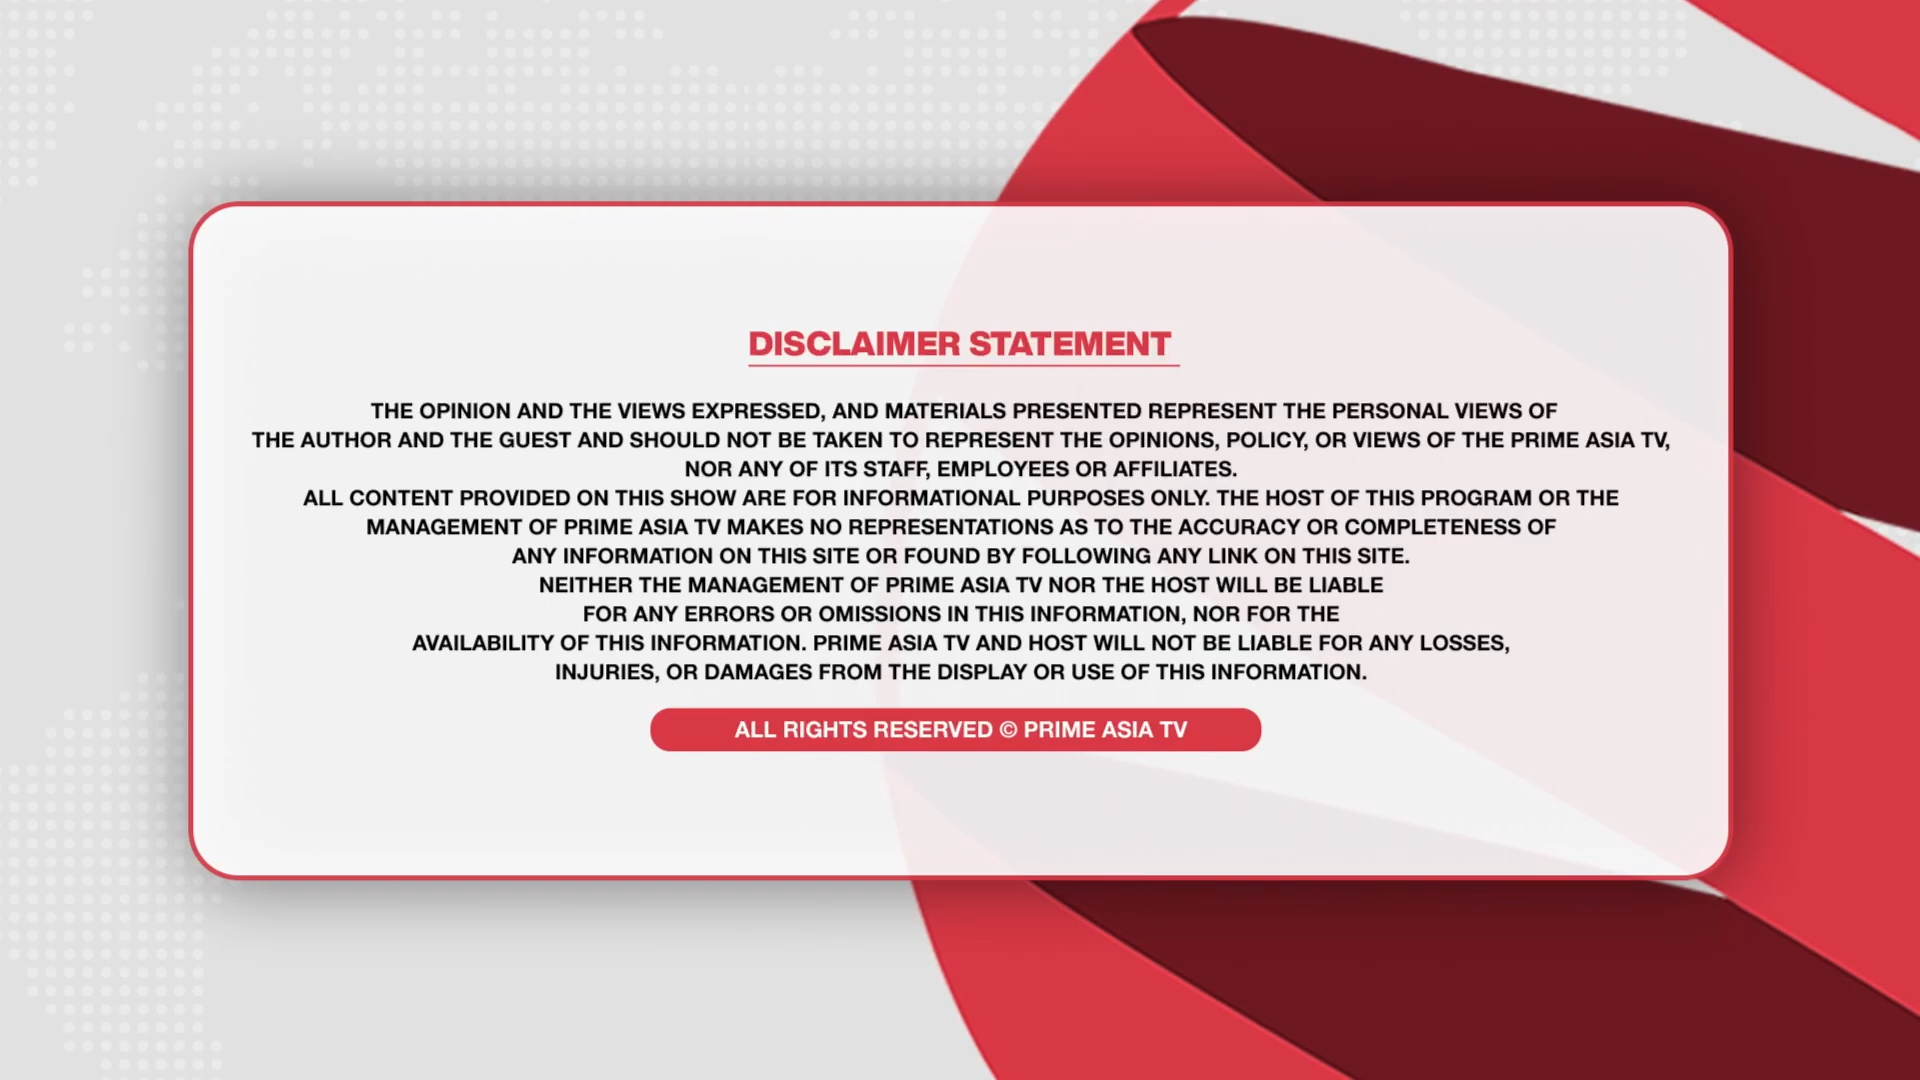 DISCLAIMER STATEMENT
THE OPINION AND THE VIEWS EXPRESSED, AND MATERIALS PRESENTED REPRESENT THE PERSONAL VIEWS OF
THE AUTHOR AND THE GUEST AND SHOULD NOT BE TAKEN TO REPRESENT THE OPINIONS, POLICY, OR VIEWS OF THE PRIME ASIA TV,
NOR ANY OF ITS STAFF, EMPLOYEES OR AFFILIATES.
ALL CONTENT PROVIDED ON THIS SHOW ARE FOR INFORMATIONAL PURPOSES ONLY. THE HOST OF THIS PROGRAM OR THE
MANAGEMENT OF PRIME ASIA TV MAKES NO REPRESENTATIONS AS TO THE ACCURACY OR COMPLETENESS OF
ANY INFORMATION ON THIS SITE OR FOUND BY FOLLOWING ANY LINK ON THIS SITE.
NEITHER THE MANAGEMENT OF PRIME ASIA TV NOR THE HOST WILL BE LIABLE
FOR ANY ERRORS OR OMISSIONS IN THIS INFORMATION, NOR FOR THE
AVAILABILITY OF THIS INFORMATION. PRIME ASIA TV AND HOST WILL NOT BE LIABLE FOR ANY LOSSES,
INJURIES, OR DAMAGES FROM THE DISPLAY OR USE OF THIS INFORMATION.
ALL RIGHTS RESERVED © PRIME ASIA TV